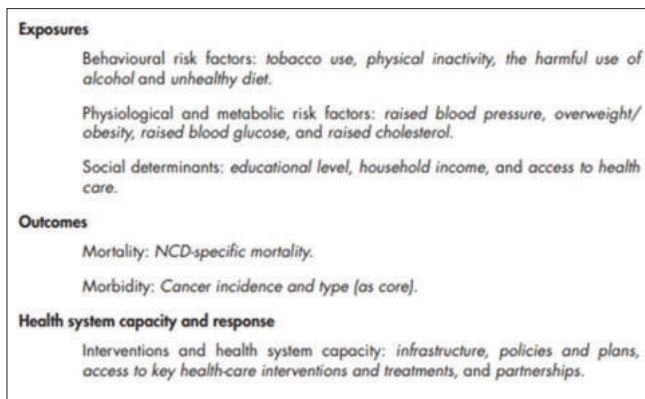 Exposures
Behavioural risk factors: tobacco use, physical inactivity, the harmful use of
alcohol and unhealthy diet.
Physiological and metabolic risk factors: raised blood pressure, overweight/
obesity, raised blood glucose, and raised cholesterol.
Social determinants: educational level, household income, and access to health
care.
Outcomes
Mortality: NCD-specific mortality.
Morbidity: Cancer incidence and type (as core).
Health system capacity and response
Interventions and health system capacity: infrastructure, policies and plans,
access to key health-care interventions and treatments, and partnerships.